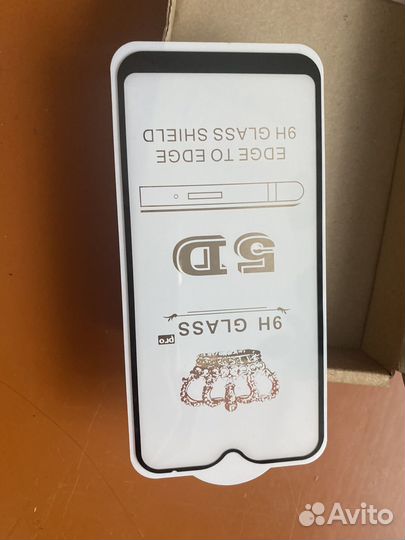 9H GLASS
pro
5D
EDGE TO EDGE
9H GLASS SHIELD
Avito